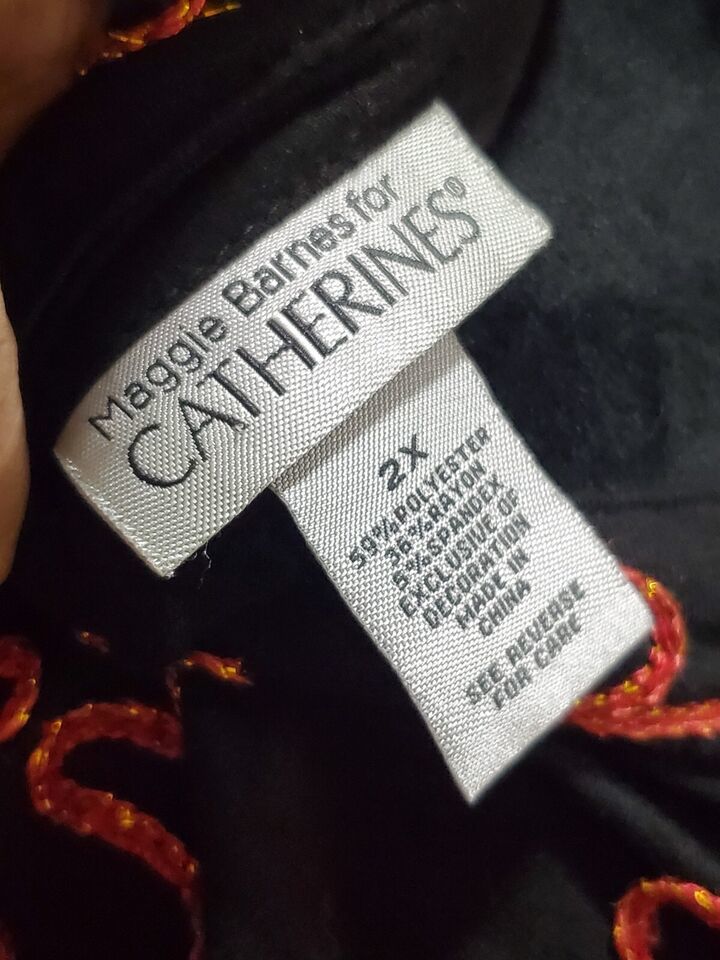 Maggie Barnes for
CATHERINES®
2X
59%POLYESTER
36%RAYON
5%SPANDEX
EXCLUSIVE OF
DECORATION
MADE IN
CHINA
SEE REVERSE
FOR CARE